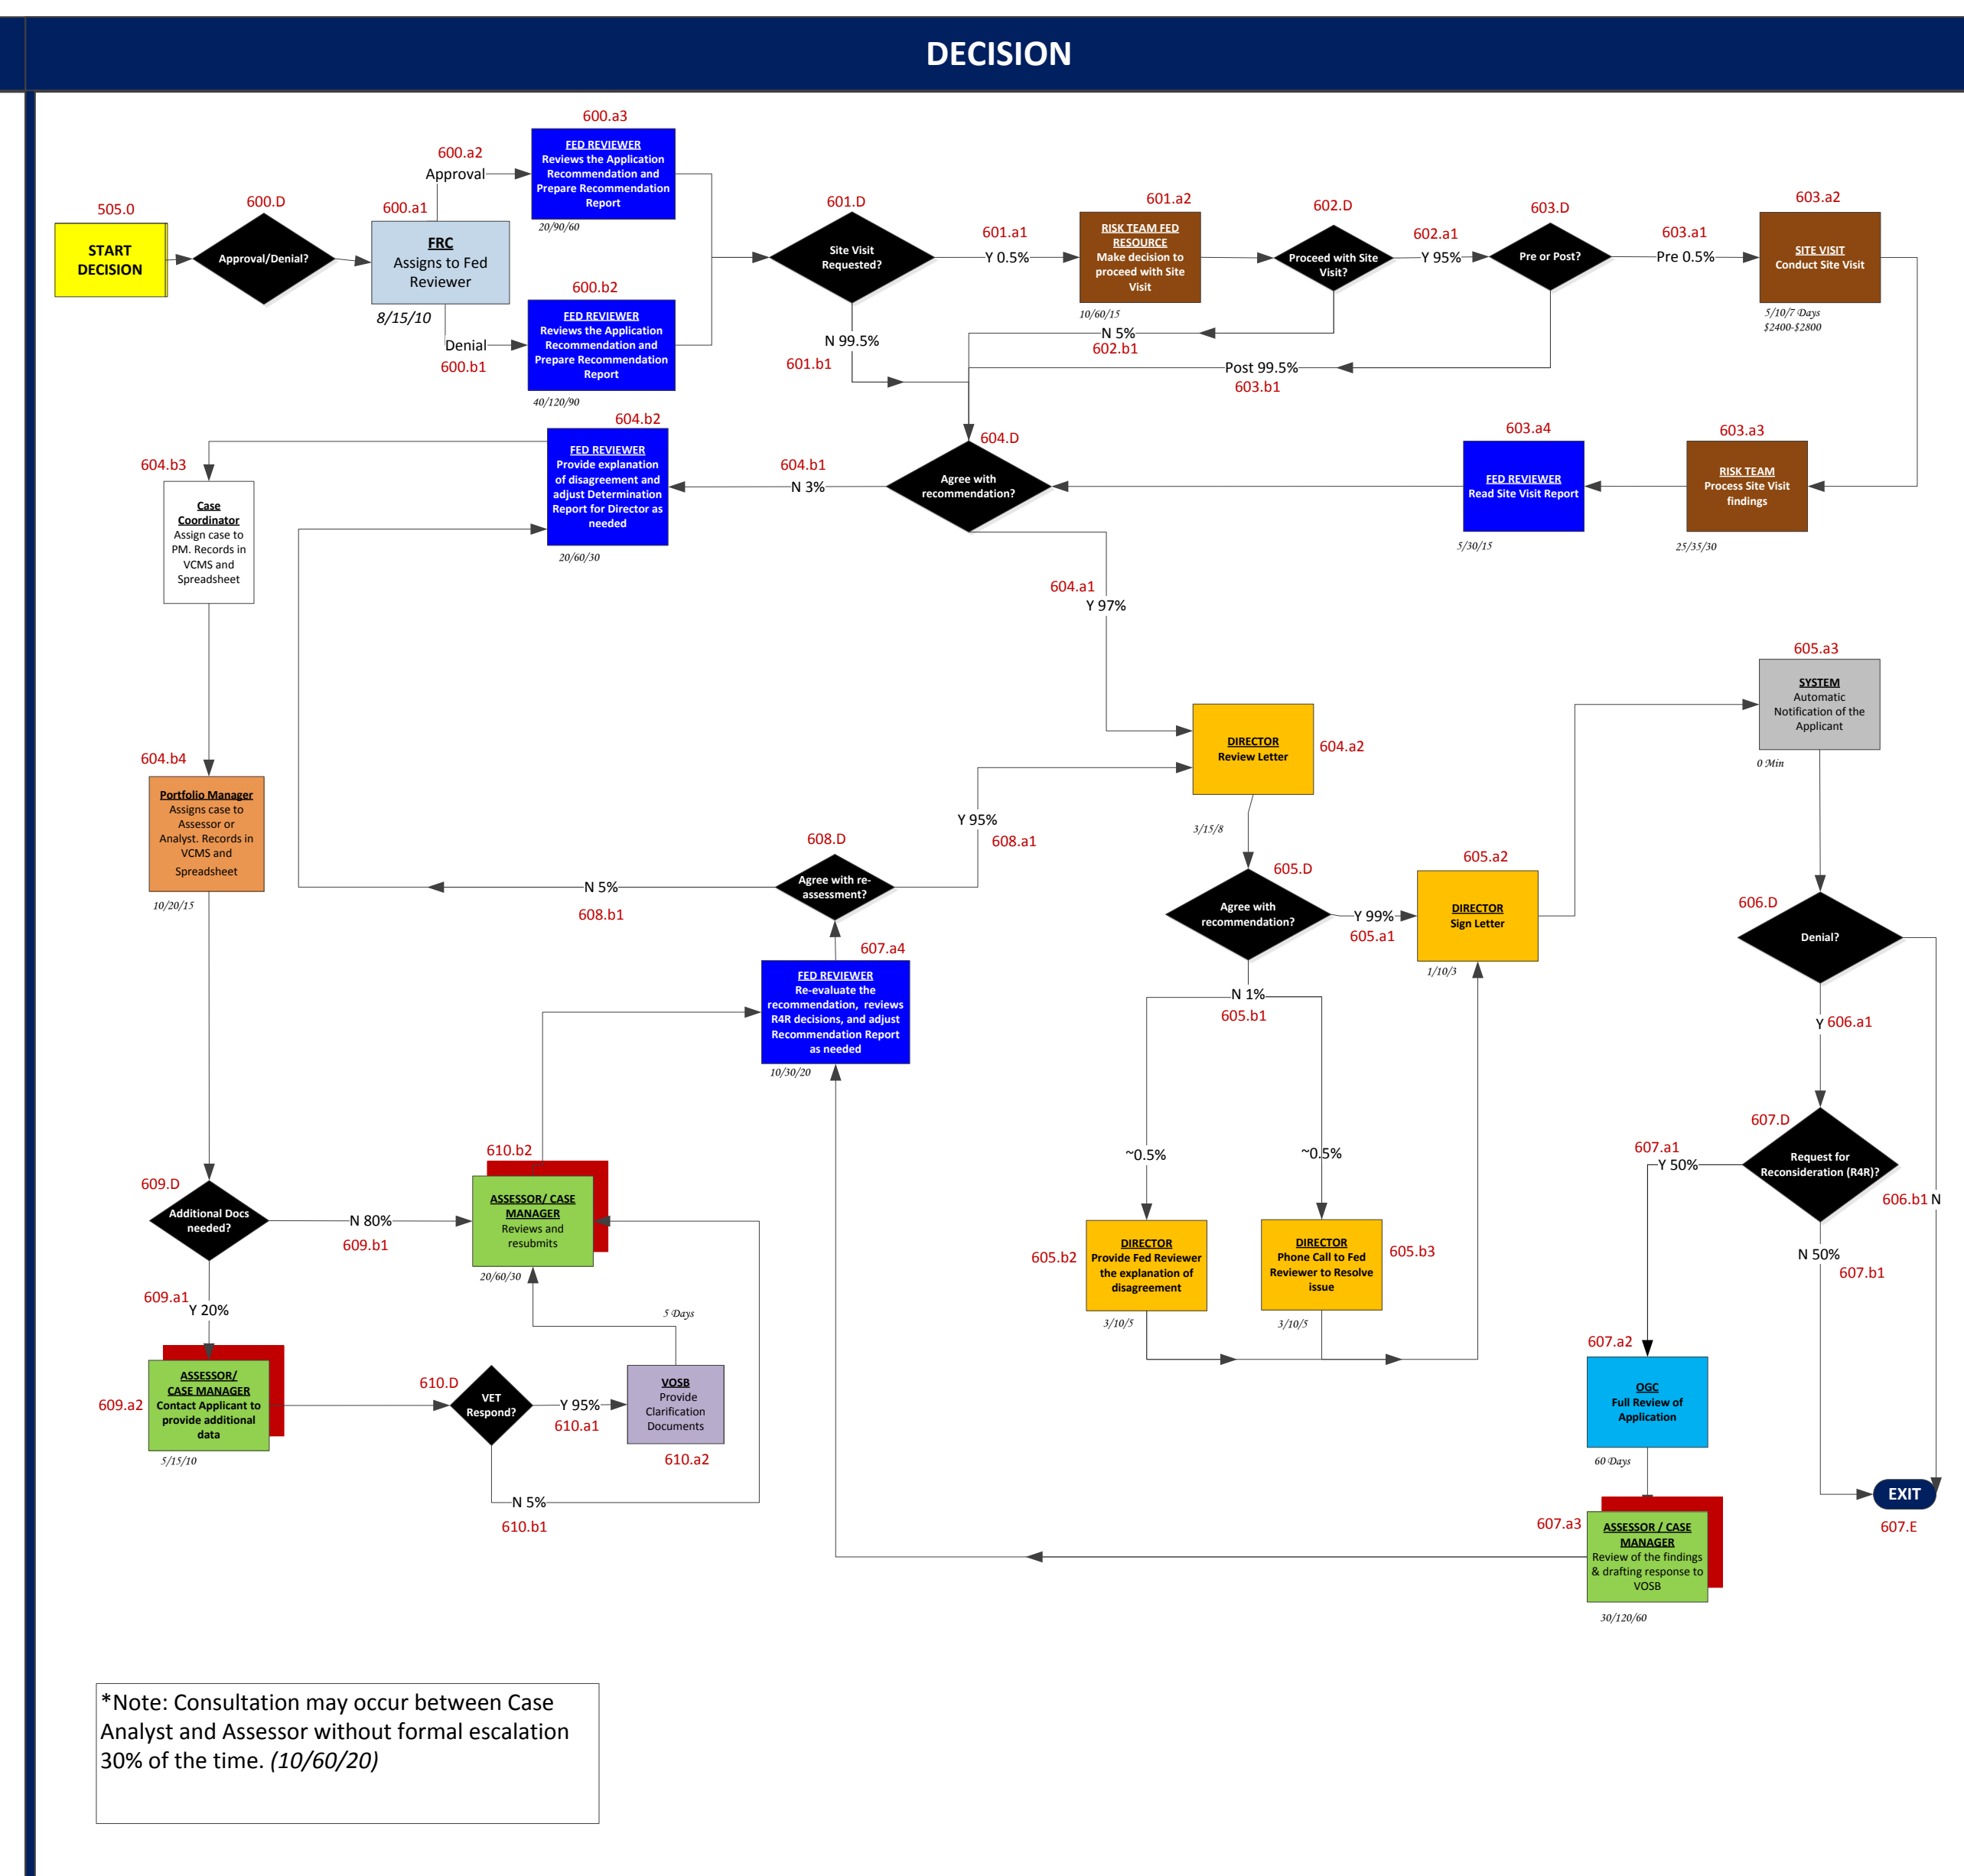 DECISION
505.0
START
DECISION
600.D
Approval/Denial?
600.a1
FRC
Assigns to Fed
Reviewer
8/15/10
600.a2
Approval
600.a3
FED REVIEWER
Reviews the Application
Recommendation and
Prepare Recommendation
Report
20/90/60
Denial
600.b1
600.b2
FED REVIEWER
Reviews the Application
Recommendation and
Prepare Recommendation
Report
40/120/90
601.D
Site Visit
Requested?
601.a1
Y 0.5%
N 99.5%
601.b1
601.a2
RISK TEAM FED
RESOURCE
Make decision to
proceed with Site
Visit
10/60/15
602.D
Proceed with Site
Visit?
602.a1
Y 95%
N 5%
602.b1
603.D
Pre or Post?
603.a1
Pre 0.5%
Post 99.5%
603.b1
603.a2
SITE VISIT
Conduct Site Visit
5/10/7 Days
$2400-$2800
603.a3
RISK TEAM
Process Site Visit
findings
25/35/30
603.a4
FED REVIEWER
Read Site Visit Report
5/30/15
604.D
Agree with
recommendation?
604.b1
N 3%
604.b2
FED REVIEWER
Provide explanation
of disagreement and
adjust Determination
Report for Director as
needed
20/60/30
604.b3
Case
Coordinator
Assign case to
PM. Records in
VCMS and
Spreadsheet
604.a1
Y 97%
604.b4
Portfolio Manager
Assigns case to
Assessor or
Analyst. Records in
VCMS and
Spreadsheet
10/20/15
604.a2
DIRECTOR
Review Letter
3/15/8
605.a3
SYSTEM
Automatic
Notification of the
Applicant
0 Min
608.D
Agree with re-
assessment?
Y 95%
608.a1
N 5%
608.b1
605.D
Agree with
recommendation?
Y 99%
605.a1
605.a2
DIRECTOR
Sign Letter
1/10/3
N 1%
605.b1
606.D
Denial?
Y 606.a1
606.b1 N
607.a4
FED REVIEWER
Re-evaluate the
recommendation, reviews
R4R decisions, and adjust
Recommendation Report
as needed
10/30/20
~0.5%
~0.5%
605.b2
DIRECTOR
Provide Fed Reviewer
the explanation of
disagreement
3/10/5
605.b3
DIRECTOR
Phone Call to Fed
Reviewer to Resolve
issue
3/10/5
607.D
Request for
Reconsideration (R4R)?
607.a1
Y 50%
N 50%
607.b1
609.D
Additional Docs
needed?
N 80%
609.b1
609.a1
Y 20%
610.b2
ASSESSOR/ CASE
MANAGER
Reviews and
resubmits
20/60/30
609.a2
ASSESSOR/
CASE MANAGER
Contact Applicant to
provide additional
data
5/15/10
610.D
VET
Respond?
Y 95%
610.a1
N 5%
610.b1
5 Days
VOSB
Provide
Clarification
Documents
610.a2
607.a2
OGC
Full Review of
Application
60 Days
607.a3
ASSESSOR / CASE
MANAGER
Review of the findings
& drafting response to
VOSB
30/120/60
EXIT
607.E
*Note: Consultation may occur between Case
Analyst and Assessor without formal escalation
30% of the time. (10/60/20)